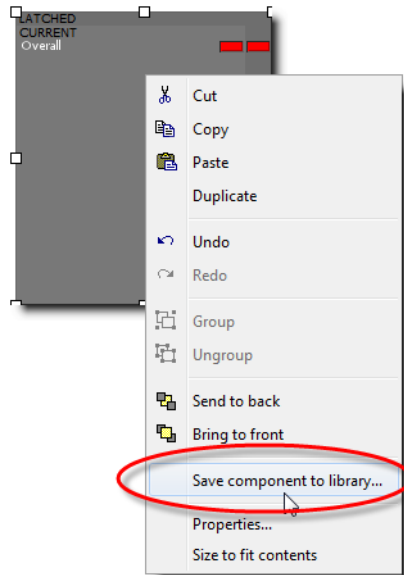 LATCHED
CURRENT
Overall
Cut
Copy
Paste
Duplicate
Undo
Redo
Group
Ungroup
Send to back
Bring to front
Save component to library...
Properties...
Size to fit contents